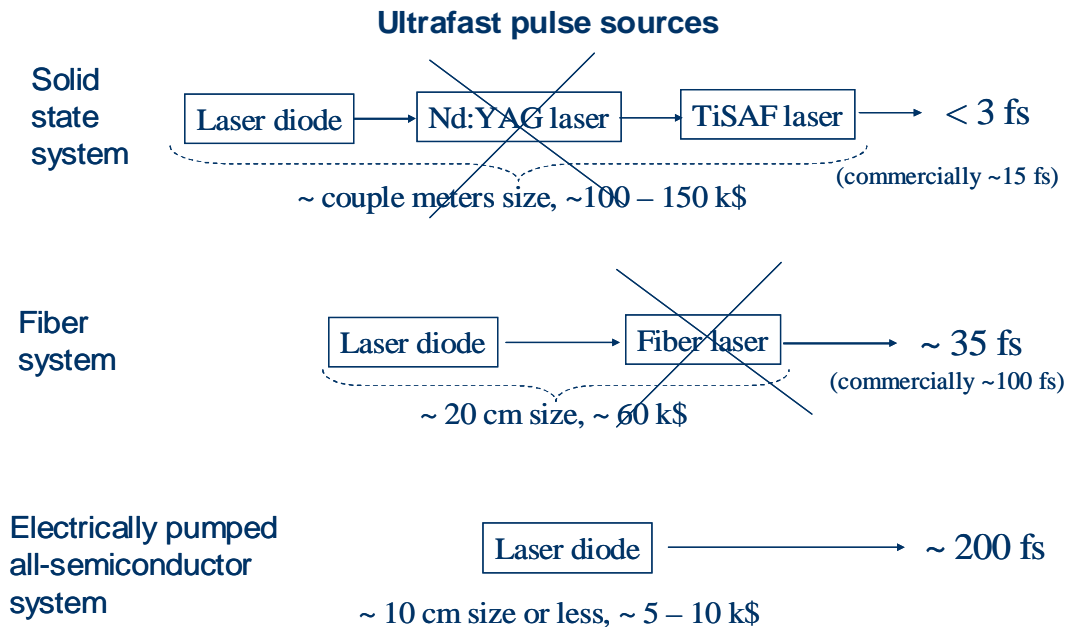 Ultrafast pulse sources
Solid
state
system
Laser diode
Nd:YAG laser
TiSAF laser
< 3 fs
(commercially ~15 fs)
~ couple meters size, ~100 – 150 k$
Fiber
system
Laser diode
Fiber laser
~ 35 fs
(commercially ~100 fs)
~ 20 cm size, ~ 60 k$
Electrically pumped
all-semiconductor
system
Laser diode
~ 200 fs
~ 10 cm size or less, ~ 5 – 10 k$